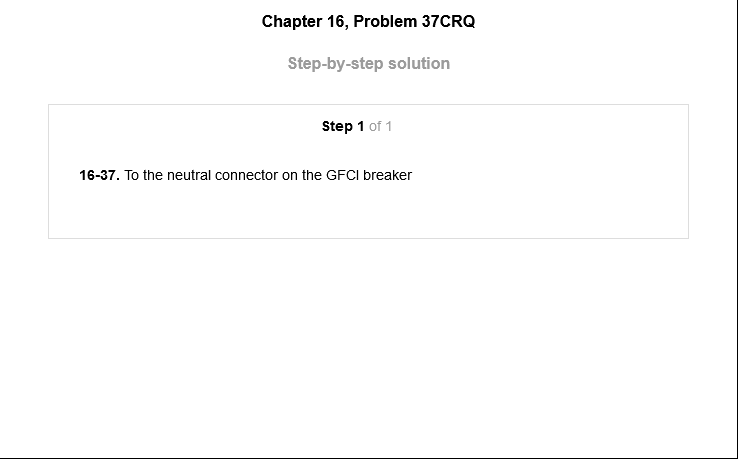 Chapter 16, Problem 37CRQ
Step-by-step solution
Step 1 of 1
16-37. To the neutral connector on the GFCI breaker